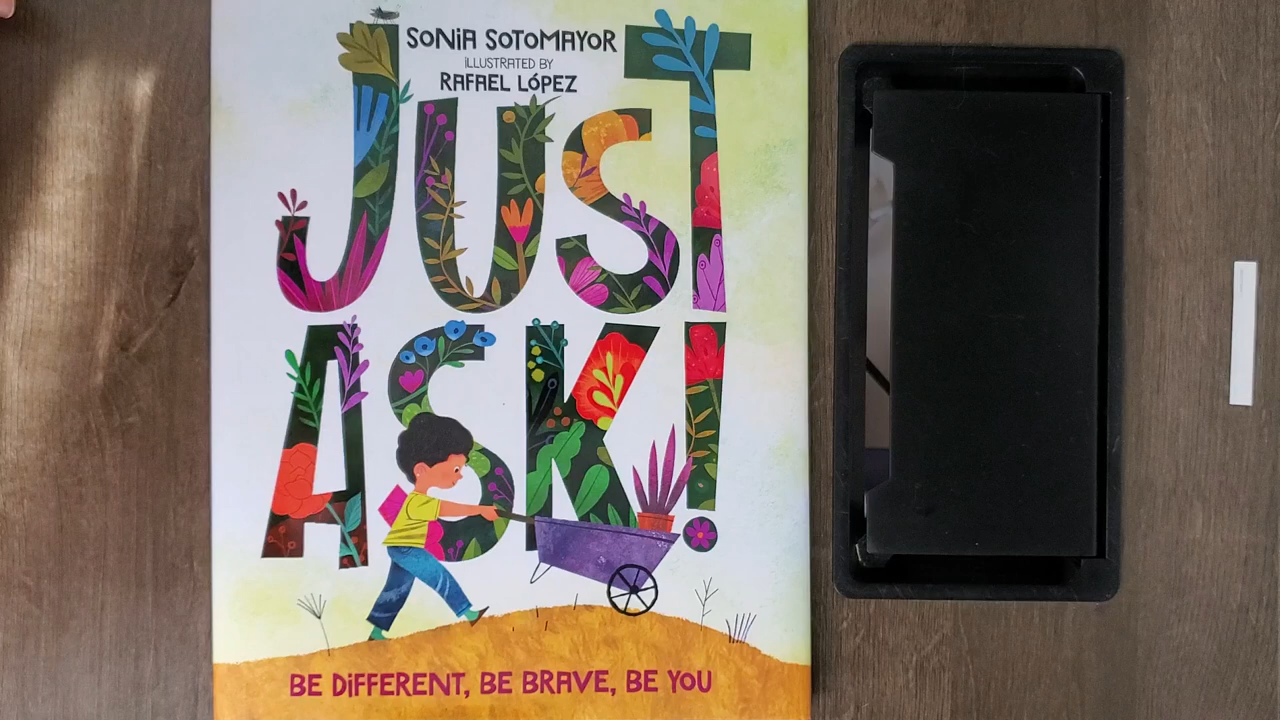 SONiA SOTOMAYOR
iLLUSTRATED BY
RAFAEL LÓPEZ
JUST
ASK!
BE DiFFERENT, BE BRAVE, BE YOU